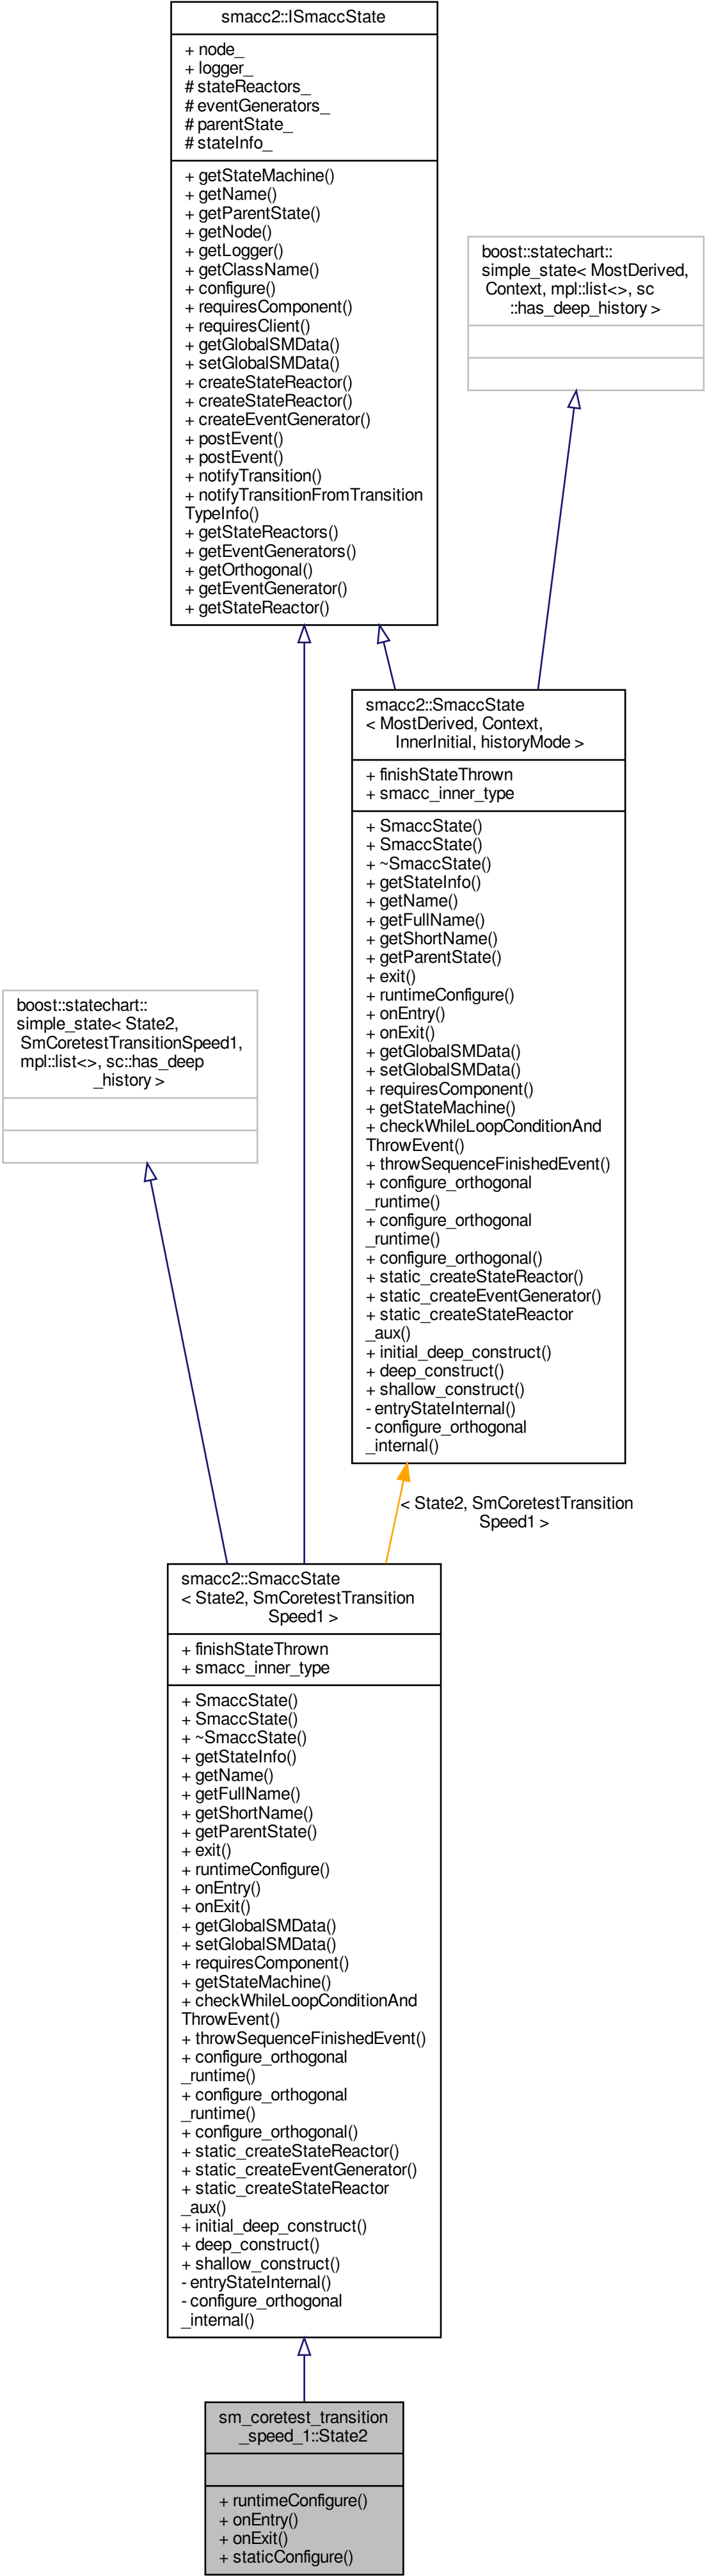 smacc2::ISmaccState
+ node_
+ logger_
# stateReactors_
# eventGenerators_
# parentState_
# stateInfo_
+ getStateMachine()
+ getName()
+ getParentState()
+ getNode()
+ getLogger()
+ getClassName()
+ configure()
+ requiresComponent()
+ requiresClient()
+ getGlobalSMData()
+ setGlobalSMData()
+ createStateReactor()
+ createStateReactor()
+ createEventGenerator()
+ postEvent()
+ postEvent()
+ notifyTransition()
+ notifyTransitionFromTransition
TypeInfo()
+ getStateReactors()
+ getEventGenerators()
+ getOrthogonal()
+ getEventGenerator()
+ getStateReactor()
boost::statechart::
simple_state< MostDerived,
Context, mpl::list<>, sc
::has_deep_history >
smacc2::SmaccState
< MostDerived, Context,
InnerInitial, historyMode >
+ finishStateThrown
+ smacc_inner_type
+ SmaccState()
+ SmaccState()
+ ~SmaccState()
+ getStateInfo()
+ getName()
+ getFullName()
+ getShortName()
+ getParentState()
+ exit()
+ runtimeConfigure()
+ onEntry()
+ onExit()
+ getGlobalSMData()
+ setGlobalSMData()
+ requiresComponent()
+ getStateMachine()
+ checkWhileLoopConditionAnd
ThrowEvent()
+ throwSequenceFinishedEvent()
+ configure_orthogonal
_runtime()
+ configure_orthogonal
_runtime()
+ configure_orthogonal()
+ static_createStateReactor()
+ static_createEventGenerator()
+ static_createStateReactor
_aux()
+ initial_deep_construct()
+ deep_construct()
+ shallow_construct()
- entryStateInternal()
- configure_orthogonal
_internal()
boost::statechart::
simple_state< State2,
SmCoretestTransitionSpeed1,
mpl::list<>, sc::has_deep
_history >
< State2, SmCoretestTransition
Speed1 >
smacc2::SmaccState
< State2, SmCoretestTransition
Speed1 >
+ finishStateThrown
+ smacc_inner_type
+ SmaccState()
+ SmaccState()
+ ~SmaccState()
+ getStateInfo()
+ getName()
+ getFullName()
+ getShortName()
+ getParentState()
+ exit()
+ runtimeConfigure()
+ onEntry()
+ onExit()
+ getGlobalSMData()
+ setGlobalSMData()
+ requiresComponent()
+ getStateMachine()
+ checkWhileLoopConditionAnd
ThrowEvent()
+ throwSequenceFinishedEvent()
+ configure_orthogonal
_runtime()
+ configure_orthogonal
_runtime()
+ configure_orthogonal()
+ static_createStateReactor()
+ static_createEventGenerator()
+ static_createStateReactor
_aux()
+ initial_deep_construct()
+ deep_construct()
+ shallow_construct()
- entryStateInternal()
- configure_orthogonal
_internal()
sm_coretest_transition
_speed_1::State2
+ runtimeConfigure()
+ onEntry()
+ onExit()
+ staticConfigure()